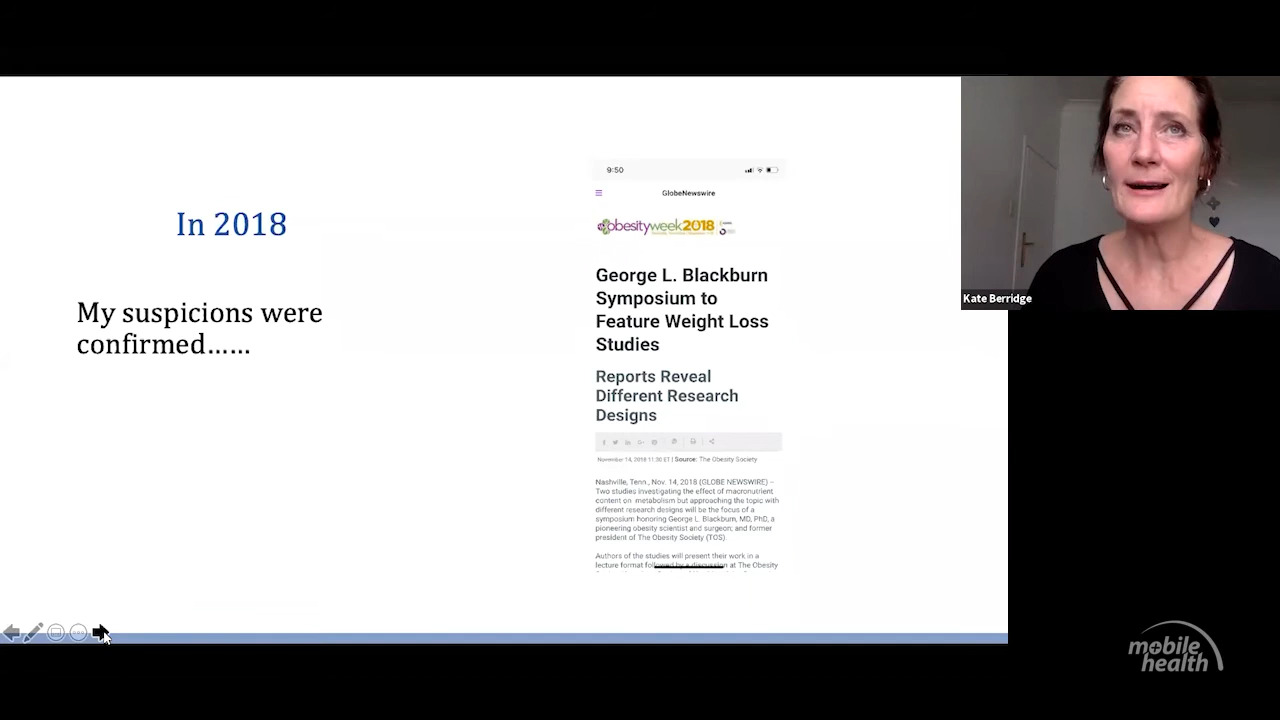 In 2018
My suspicions were
confirmed……
9:50
GlobeNewswire
obesityweek2018
George L. Blackburn
Symposium to
Feature Weight Loss
Studies
Reports Reveal
Different Research
Designs
November 14, 2018 11:30 ET | Source: The Obesity Society
Nashville, Tenn., Nov. 14, 2018 (GLOBE NEWSWIRE) --
Two studies investigating the effect of macronutrient
content on metabolism but approaching the topic with
different research designs will be the focus of a
symposium honoring George L. Blackburn, MD, PhD, a
pioneering obesity scientist and surgeon; and former
president of The Obesity Society (TOS).
Authors of the studies will present their work in a
lecture format followed by a discussion at The Obesity
Kate Berridge
mobile
health